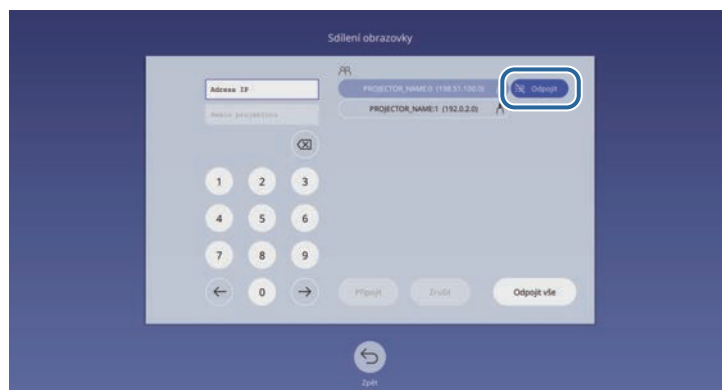 Sdílení obrazovky
Adresa IP
Heslo projektoru
PROJECTOR_NAME:0 (198.51.100.0)
Odpojit
PROJECTOR_NAME:1 (192.0.2.0)
1 2 3
4 5 6
7 8 9
0
Připojit
Zrušit
Odpojit vše
Zpět